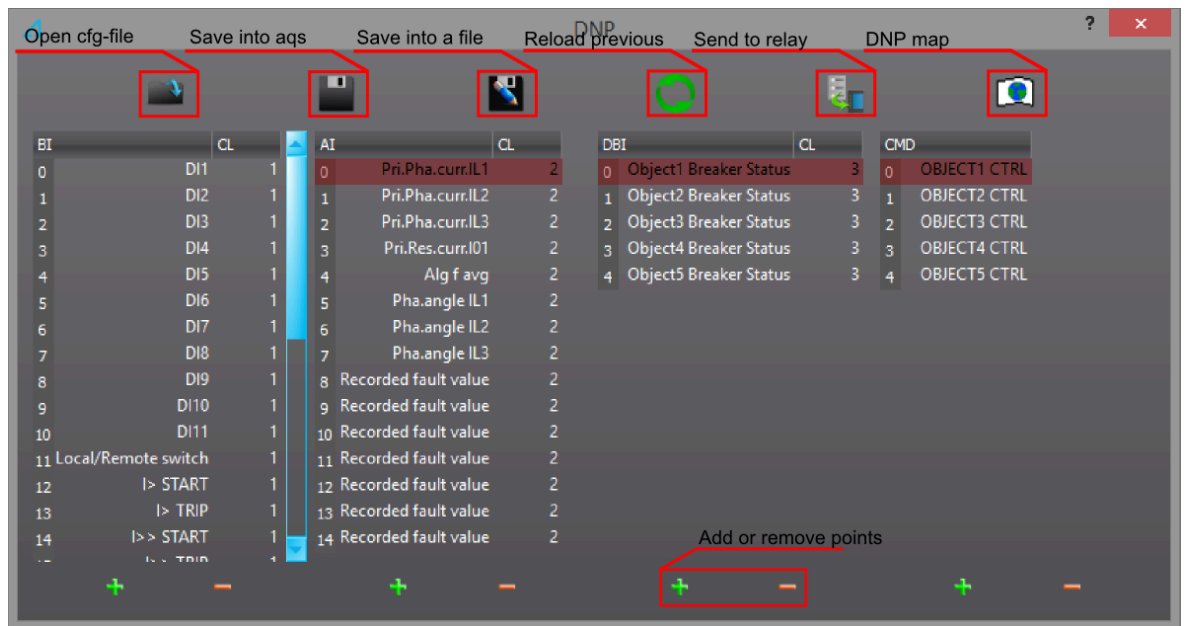 DNP
? ×
Open cfg-file Save into aqs Save into a file Reload previous Send to relay DNP map
BI CL AI CL DBI CL CMD
0 DI1 1 0 Pri.Pha.curr.IL1 2 0 Object1 Breaker Status 3 0 OBJECT1 CTRL
1 DI2 1 1 Pri.Pha.curr.IL2 2 1 Object2 Breaker Status 3 1 OBJECT2 CTRL
2 DI3 1 2 Pri.Pha.curr.IL3 2 2 Object3 Breaker Status 3 2 OBJECT3 CTRL
3 DI4 1 3 Pri.Res.curr.I01 2 3 Object4 Breaker Status 3 3 OBJECT4 CTRL
4 DI5 1 4 Alg f avg 2 4 Object5 Breaker Status 3 4 OBJECT5 CTRL
5 DI6 1 5 Pha.angle IL1 2
6 DI7 1 6 Pha.angle IL2 2
7 DI8 1 7 Pha.angle IL3 2
8 DI9 1 8 Recorded fault value 2
9 DI10 1 9 Recorded fault value 2
10 DI11 1 10 Recorded fault value 2
11 Local/Remote switch 1 11 Recorded fault value 2
12 I> START 1 12 Recorded fault value 2
13 I> TRIP 1 13 Recorded fault value 2
14 I>> START 1 14 Recorded fault value 2
Add or remove points